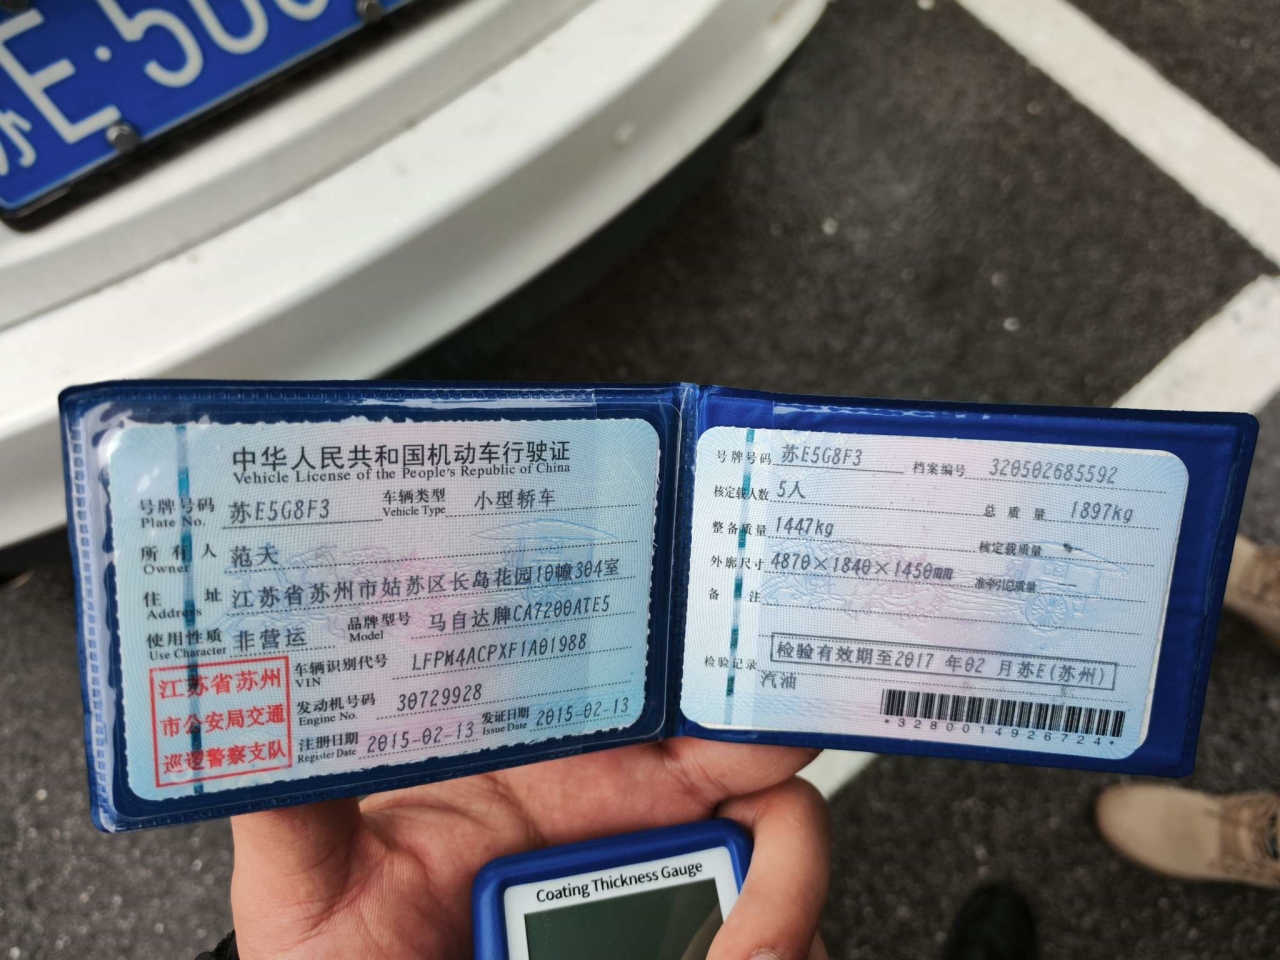 苏E·50
中华人民共和国机动车行驶证
Vehicle License of the People's Republic of China
号牌号码 苏E5G8F3 车辆类型 小型轿车
Plate No. Vehicle Type
所有人 范天
Owner
住址 江苏省苏州市姑苏区长岛花园10幢304室
Address
使用性质 非营运 品牌型号 马自达牌CA7200ATE5
Use Character Model
江苏省苏州
市公安局交通
巡逻警察支队
车辆识别代号 LFPM4ACPXF1A01988
VIN
发动机号码 30729928
Engine No.
注册日期 2015-02-13 发证日期 2015-02-13
Register Date Issue Date
号牌号码 苏E5G8F3 档案编号 320502685592
核定载人数 5人 总质量 1897kg
整备质量 1447kg 核定载质量
外廓尺寸 4870×1840×1450mm 准牵引总质量
备注
检验有效期至2017 年02 月苏E(苏州)
检验记录
汽油
*3280014926724*
Coating Thickness Gauge